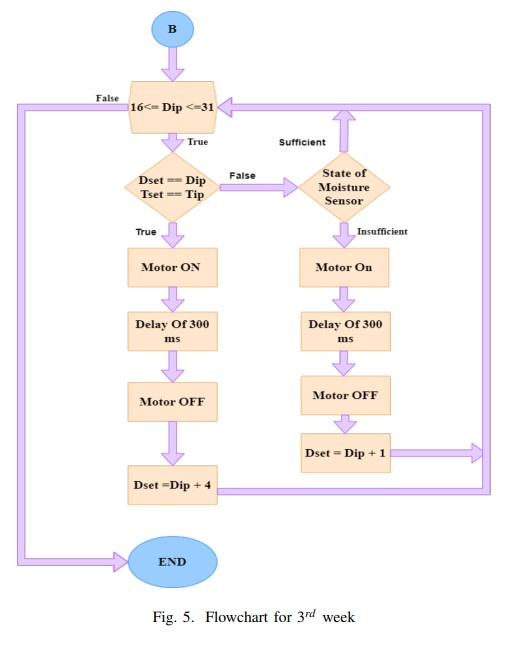 B
False
16<= Dip <=31
True
Sufficient
Dset == Dip
Tset == Tip
False
State of
Moisture
Sensor
True
Insufficient
Motor ON
Motor On
Delay Of 300
ms
Delay Of 300
ms
Motor OFF
Motor OFF
Dset = Dip + 1
Dset =Dip + 4
END
Fig. 5. Flowchart for 3rd week